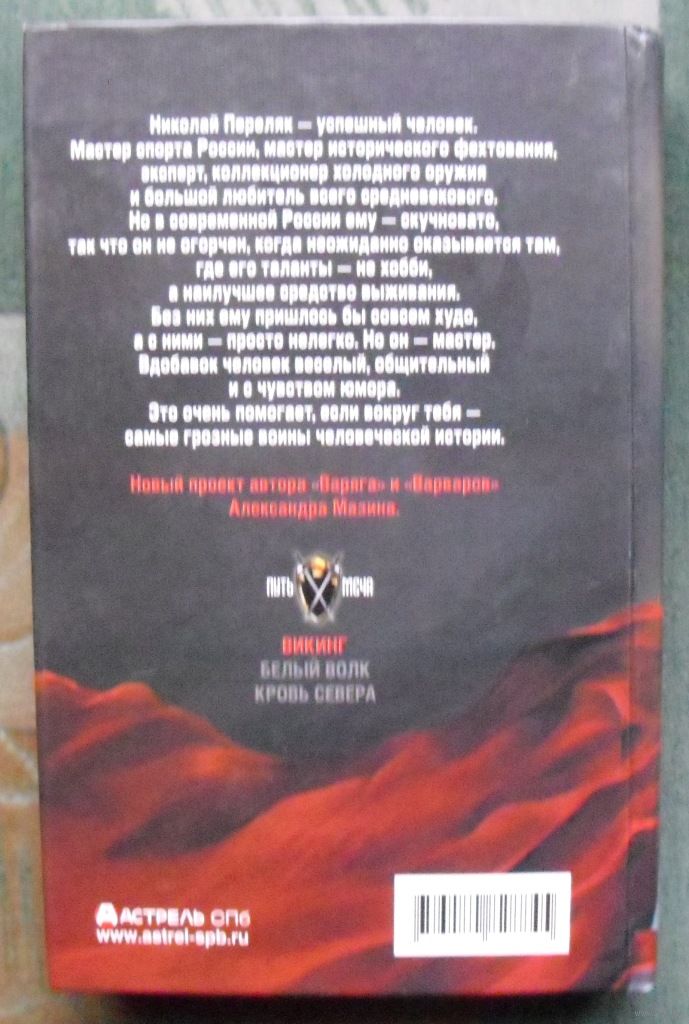 Николай Переляк — успешный человек.
Мастер спорта России, мастер исторического фехтования,
эксперт, коллекционер холодного оружия
и большой любитель всего средневекового.
Но в современной России ему — скучновато,
так что он не огорчен, когда неожиданно оказывается там,
где его таланты — не хобби,
а наилучшее средство выживания.
Без них ему пришлось бы совсем худо,
а с ними — просто нелегко. Но он — мастер.
Вдобавок человек веселый, общительный
и с чувством юмора.
Это очень помогает, если вокруг тебя —
самые грозные воины человеческой истории.
Новый проект автора «Варяга» и «Варваров»
Александра Мазина.
ПУТЬ МЕЧА
ВИКИНГ
БЕЛЫЙ ВОЛК
КРОВЬ СЕВЕРА
АСТРЕЛЬ СПб
www.astrel-spb.ru